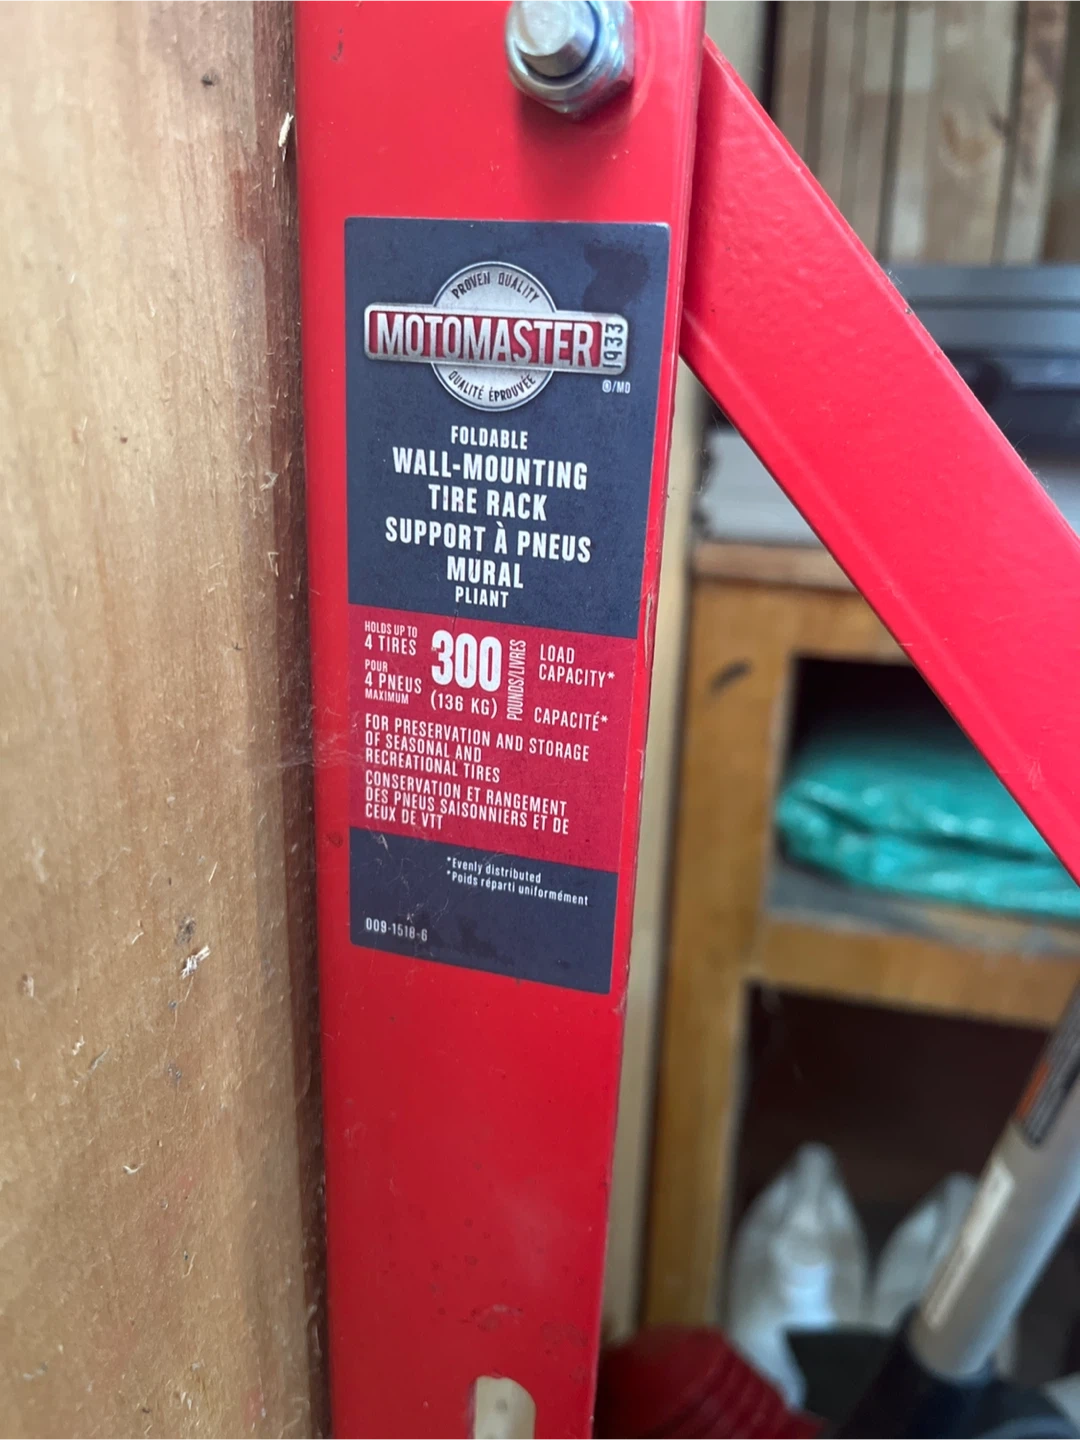 PROVEN QUALITY
MOTOMASTER 1933
QUALITÉ ÉPROUVÉE
®/MD
FOLDABLE
WALL-MOUNTING
TIRE RACK
SUPPORT À PNEUS
MURAL
PLIANT
HOLDS UP TO
4 TIRES
POUR
4 PNEUS
MAXIMUM
300
(136 KG)
POUNDS/LIVRES
LOAD
CAPACITY*
CAPACITÉ*
FOR PRESERVATION AND STORAGE
OF SEASONAL AND
RECREATIONAL TIRES
CONSERVATION ET RANGEMENT
DES PNEUS SAISONNIERS ET DE
CEUX DE VTT
*Evenly distributed
*Poids réparti uniformément
009-1518-6